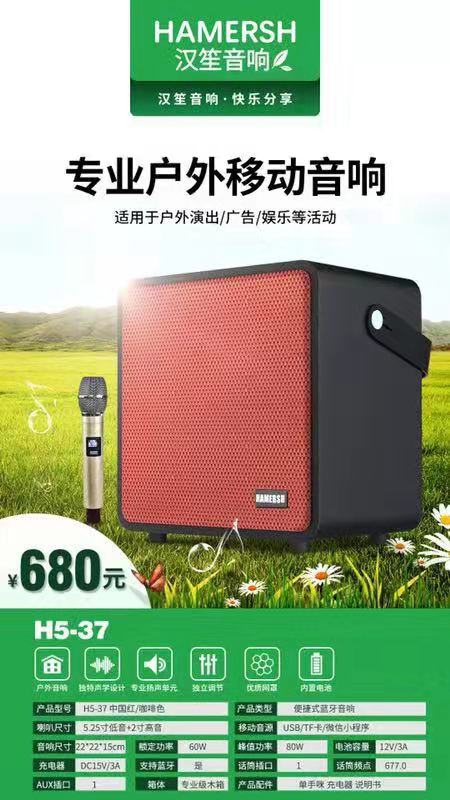 HAMERSH
汉笙音响
汉笙音响·快乐分享
专业户外移动音响
适用于户外演出/广告/娱乐等活动
HAMERSH
¥680元
H5-37
户外音响 独特声学设计 专业扬声单元 独立调节 优质网罩 内置电池
产品型号 H5-37 中国红/咖啡色 产品类型 便捷式蓝牙音响
喇叭尺寸 5.25寸低音+2寸高音 移动音源 USB/TF卡/微信小程序
音响尺寸 22*22*15cm 额定功率 60W 峰值功率 80W 电池容量 12V/3A
充电器 DC15V/3A 支持蓝牙 是 话筒插口 1 话筒频点 677.0
AUX插口 1 箱体 专业级木箱 产品配件 单手咪 充电器 说明书